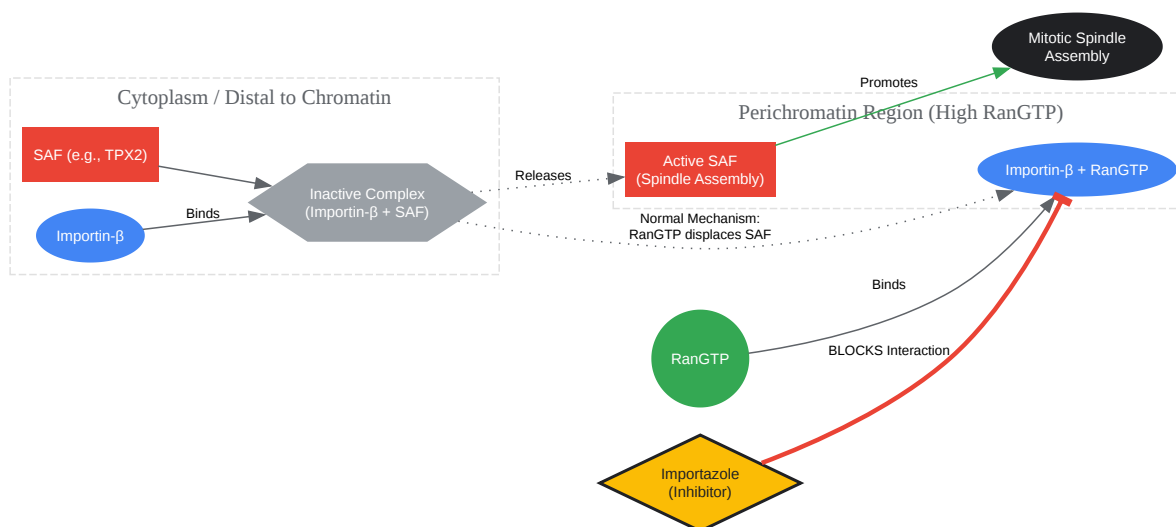 Mitotic Spindle
Assembly
Promotes
Cytoplasm / Distal to Chromatin
Perichromatin Region (High RanGTP)
SAF (e.g., TPX2)
Active SAF
(Spindle Assembly)
Importin-β + RanGTP
Releases
Inactive Complex
(Importin-β + SAF)
Binds
Importin-β
Normal Mechanism:
RanGTP displaces SAF
Binds
RanGTP
BLOCKS Interaction
Importazole
(Inhibitor)